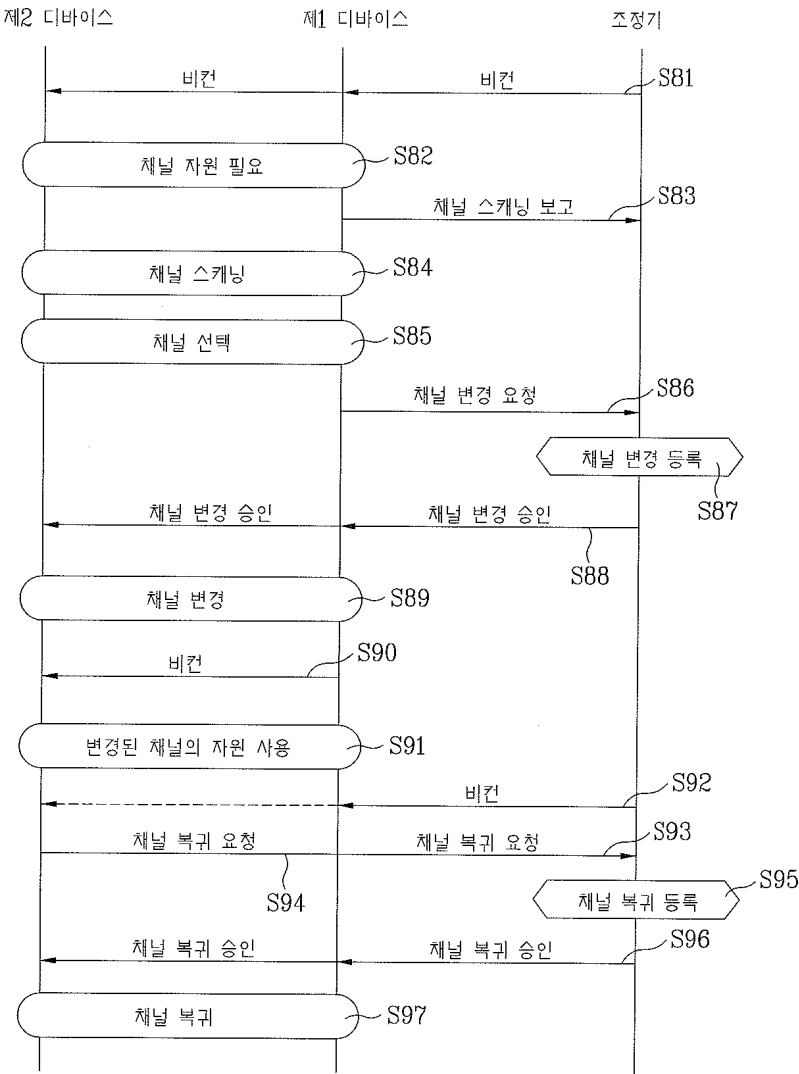 제2 디바이스 제1 디바이스 조정기
비컨 비컨 S81
채널 자원 필요 S82
채널 스캐닝 보고 S83
채널 스캐닝 S84
채널 선택 S85
채널 변경 요청 S86
채널 변경 등록 S87
채널 변경 승인 채널 변경 승인 S88
채널 변경 S89
비컨 S90
변경된 채널의 자원 사용 S91
비컨 S92
채널 복귀 요청 채널 복귀 요청 S93
S94
채널 복귀 등록 S95
채널 복귀 승인 채널 복귀 승인 S96
채널 복귀 S97